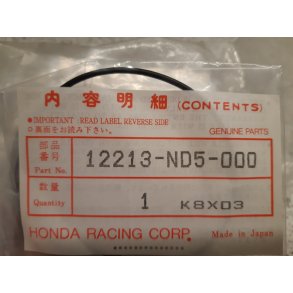 内容明細 (CONTENTS)
●IMPORTANT : READ LABEL REVERSE SIDE
○裏面をお読み下さい。 GENUINE PARTS
部品番号 Part No. 12213-ND5-000
数量 Quantity 1 K8X03
HONDA RACING CORP. Made in Japan